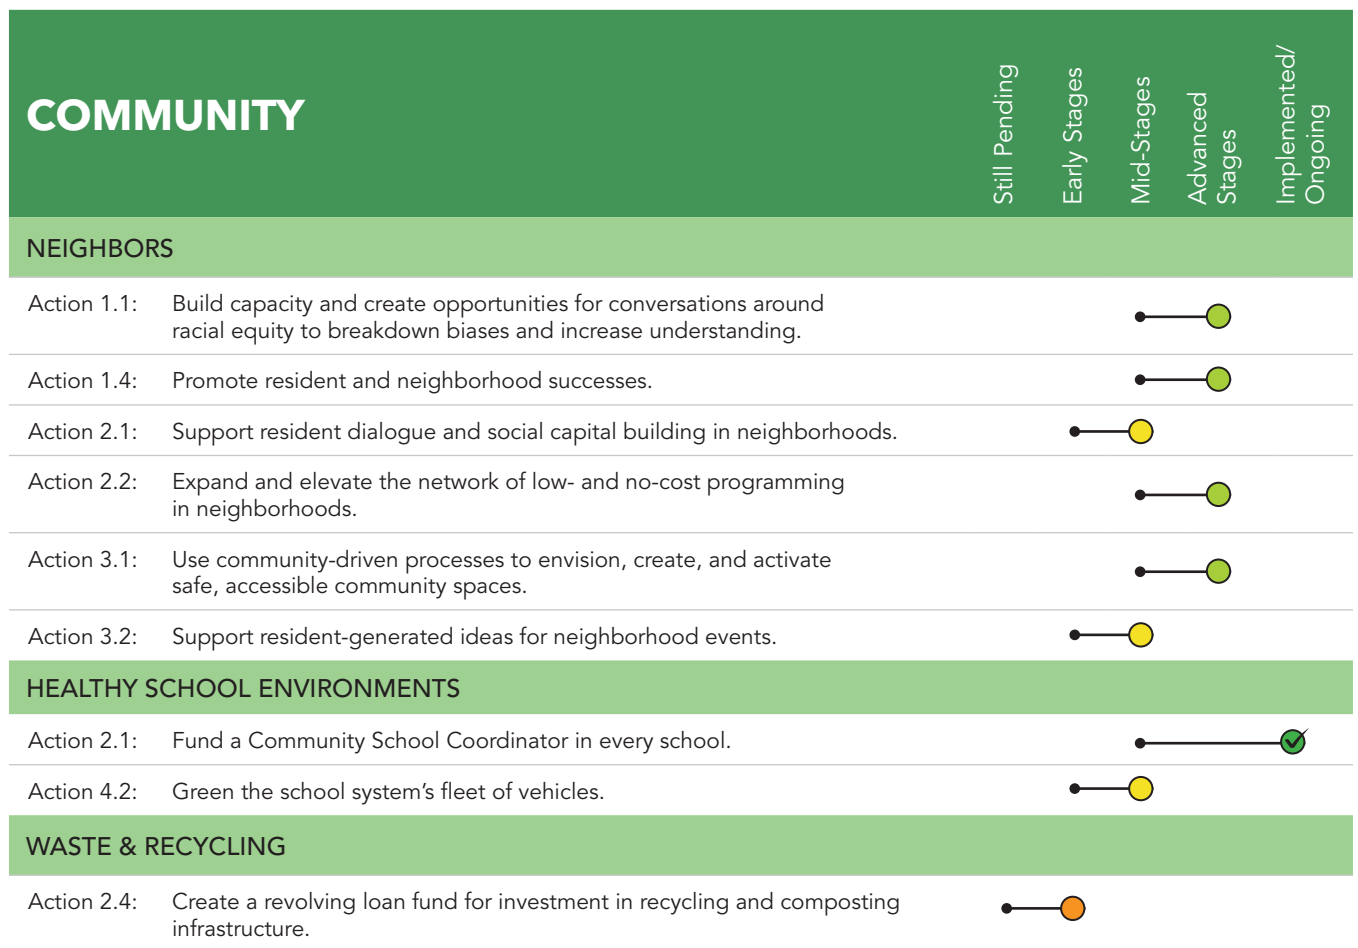 COMMUNITY
Still Pending
Early Stages
Mid-Stages
Advanced
Stages
Implemented/
Ongoing
NEIGHBORS
Action 1.1: Build capacity and create opportunities for conversations around
racial equity to breakdown biases and increase understanding.
Action 1.4: Promote resident and neighborhood successes.
Action 2.1: Support resident dialogue and social capital building in neighborhoods.
Action 2.2: Expand and elevate the network of low- and no-cost programming
in neighborhoods.
Action 3.1: Use community-driven processes to envision, create, and activate
safe, accessible community spaces.
Action 3.2: Support resident-generated ideas for neighborhood events.
HEALTHY SCHOOL ENVIRONMENTS
Action 2.1: Fund a Community School Coordinator in every school.
Action 4.2: Green the school system’s fleet of vehicles.
WASTE & RECYCLING
Action 2.4: Create a revolving loan fund for investment in recycling and composting
infrastructure.